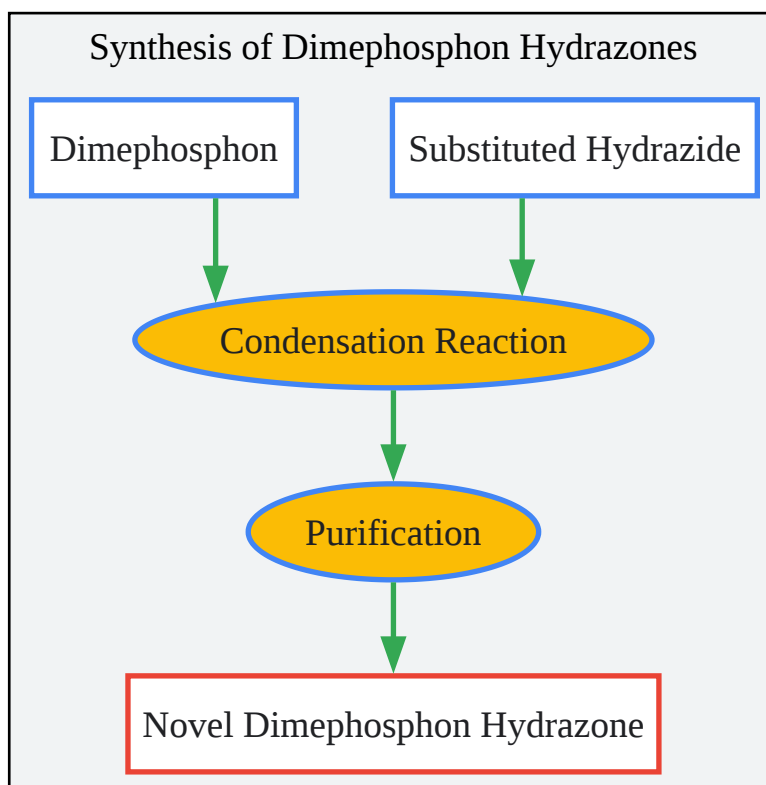 Synthesis of Dimephosphon Hydrazones
Dimephosphon
Substituted Hydrazide
Condensation Reaction
Purification
Novel Dimephosphon Hydrazone